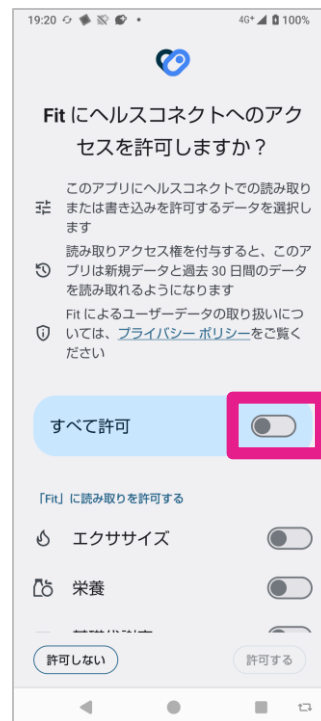 19:20
4G+ 100%
Fit にヘルスコネクトへのアク
セスを許可しますか？
このアプリにヘルスコネクトでの読み取り
または書き込みを許可するデータを選択し
ます
読み取りアクセス権を付与すると、このア
プリは新規データと過去 30 日間のデータ
を読み取れるようになります
Fit によるユーザーデータの取り扱いにつ
いては、プライバシー ポリシーをご覧く
ださい
すべて許可
「Fit」に読み取りを許可する
エクササイズ
栄養
許可しない
許可する